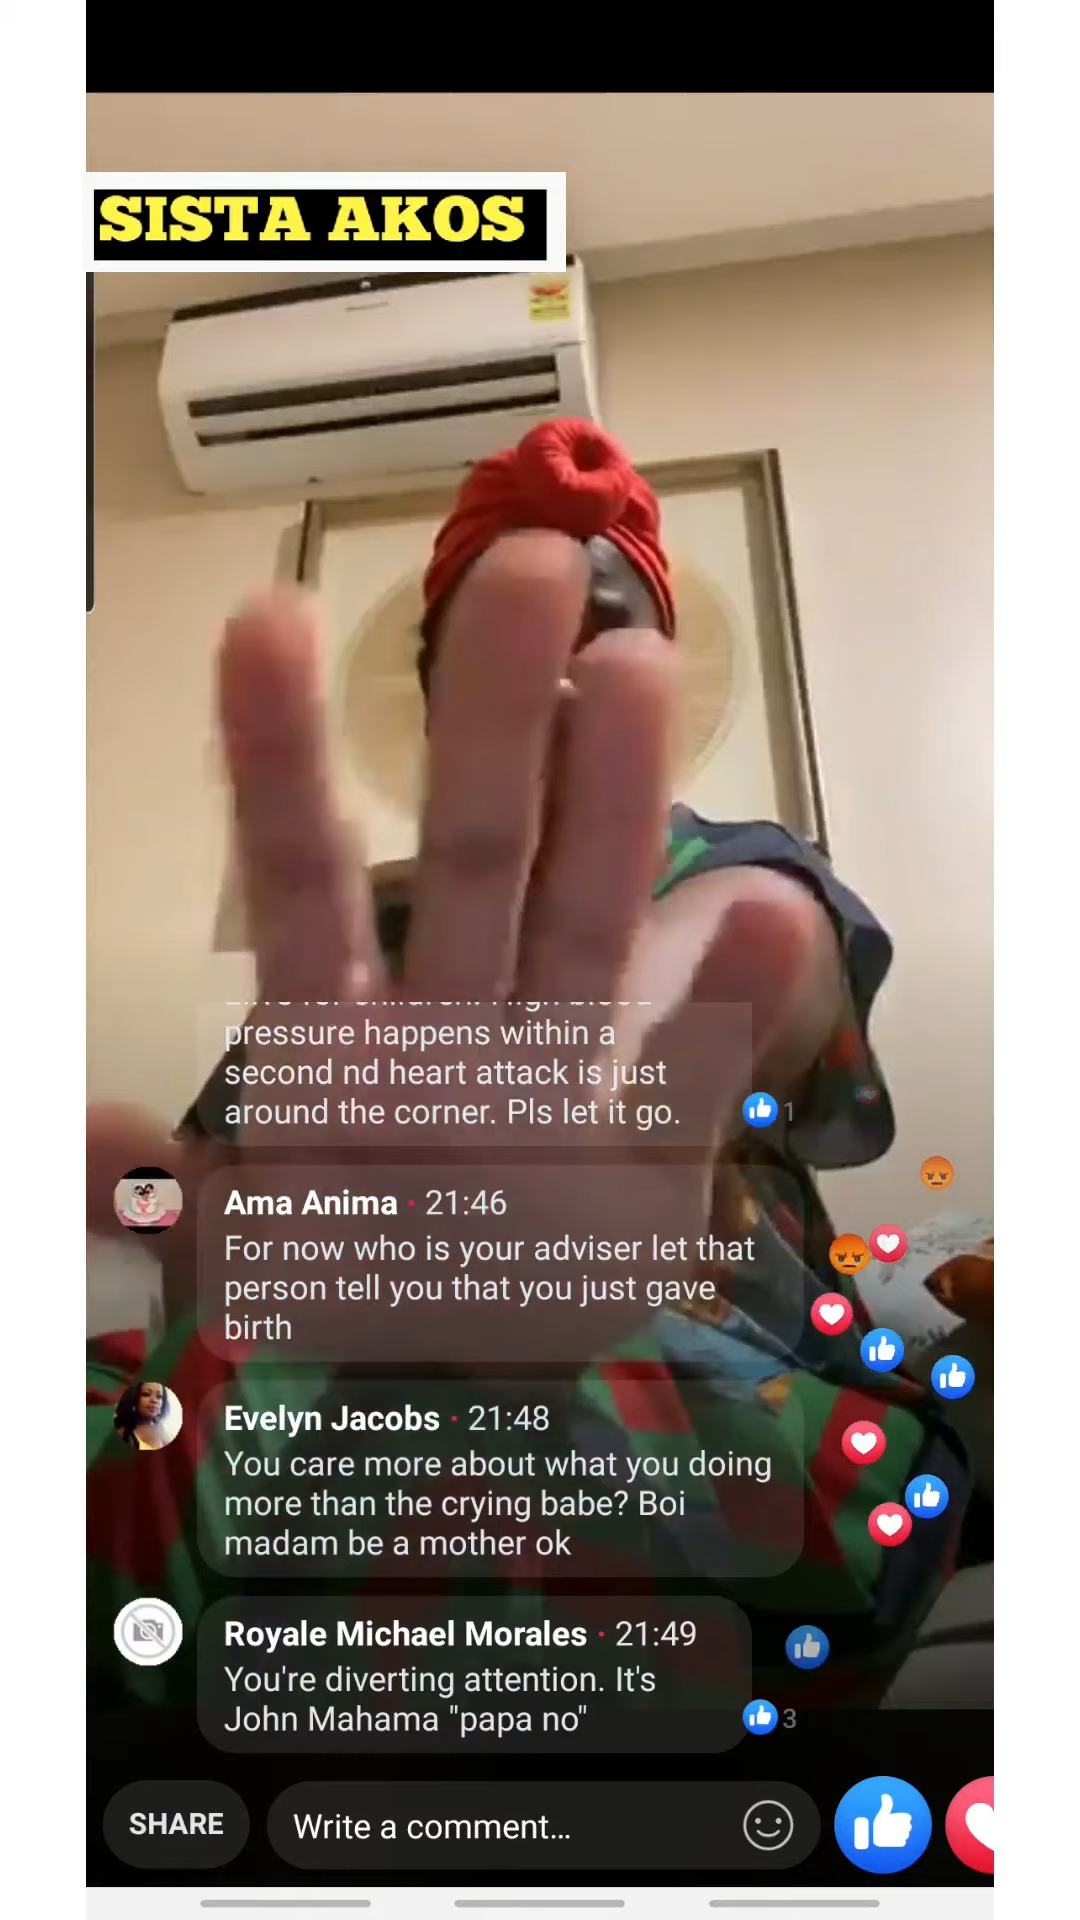 SISTA AKOS
pressure happens within a
second nd heart attack is just
around the corner. Pls let it go.
1
Ama Anima · 21:46
For now who is your adviser let that
person tell you that you just gave
birth
Evelyn Jacobs · 21:48
You care more about what you doing
more than the crying babe? Boi
madam be a mother ok
Royale Michael Morales · 21:49
You're diverting attention. It's
John Mahama "papa no"
3
SHARE
Write a comment...